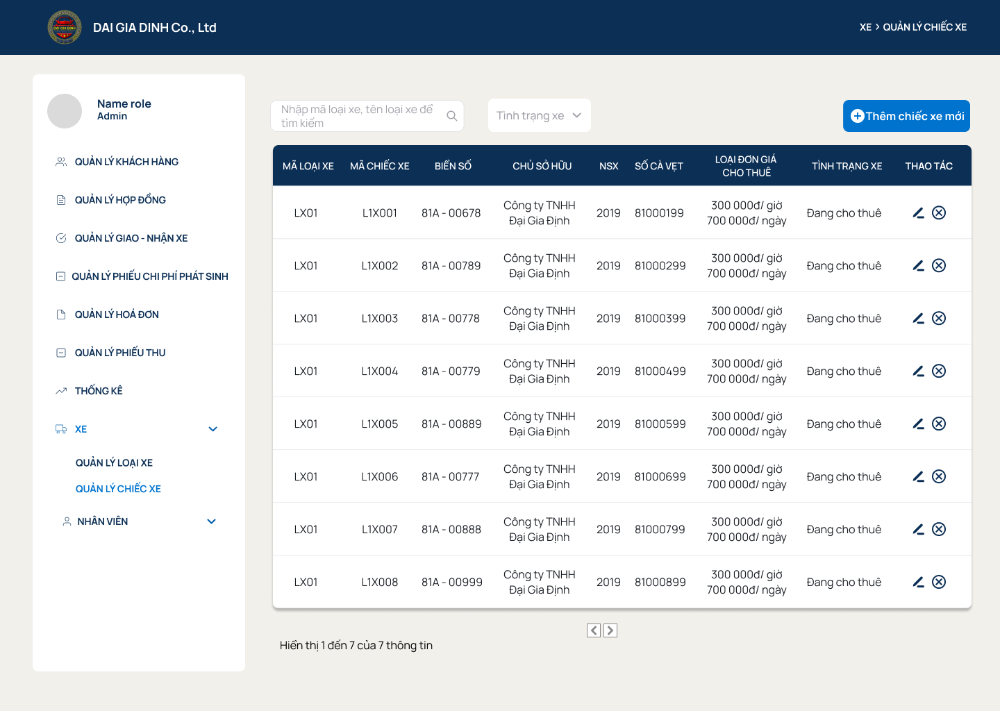 DAI GIA DINH
DAI GIA DINH Co., Ltd
XE > QUẢN LÝ CHIẾC XE
Name role
Admin
QUẢN LÝ KHÁCH HÀNG
QUẢN LÝ HỢP ĐỒNG
QUẢN LÝ GIAO - NHẬN XE
QUẢN LÝ PHIẾU CHI PHÍ PHÁT SINH
QUẢN LÝ HOÁ ĐƠN
QUẢN LÝ PHIẾU THU
THỐNG KÊ
XE
QUẢN LÝ LOẠI XE
QUẢN LÝ CHIẾC XE
NHÂN VIÊN
Nhập mã loại xe, tên loại xe để
tìm kiếm
Tình trạng xe
Thêm chiếc xe mới
MÃ LOẠI XE MÃ CHIẾC XE BIỂN SỐ CHỦ SỞ HỮU NSX SỐ CÀ VẸT LOẠI ĐƠN GIÁ
CHO THUÊ TÌNH TRẠNG XE THAO TÁC
LX01 L1X001 81A - 00678 Công ty TNHH
Đại Gia Định 2019 81000199 300 000đ/ giờ
700 000đ/ ngày Đang cho thuê
LX01 L1X002 81A - 00789 Công ty TNHH
Đại Gia Định 2019 81000299 300 000đ/ giờ
700 000đ/ ngày Đang cho thuê
LX01 L1X003 81A - 00778 Công ty TNHH
Đại Gia Định 2019 81000399 300 000đ/ giờ
700 000đ/ ngày Đang cho thuê
LX01 L1X004 81A - 00779 Công ty TNHH
Đại Gia Định 2019 81000499 300 000đ/ giờ
700 000đ/ ngày Đang cho thuê
LX01 L1X005 81A - 00889 Công ty TNHH
Đại Gia Định 2019 81000599 300 000đ/ giờ
700 000đ/ ngày Đang cho thuê
LX01 L1X006 81A - 00777 Công ty TNHH
Đại Gia Định 2019 81000699 300 000đ/ giờ
700 000đ/ ngày Đang cho thuê
LX01 L1X007 81A - 00888 Công ty TNHH
Đại Gia Định 2019 81000799 300 000đ/ giờ
700 000đ/ ngày Đang cho thuê
LX01 L1X008 81A - 00999 Công ty TNHH
Đại Gia Định 2019 81000899 300 000đ/ giờ
700 000đ/ ngày Đang cho thuê
Hiển thị 1 đến 7 của 7 thông tin